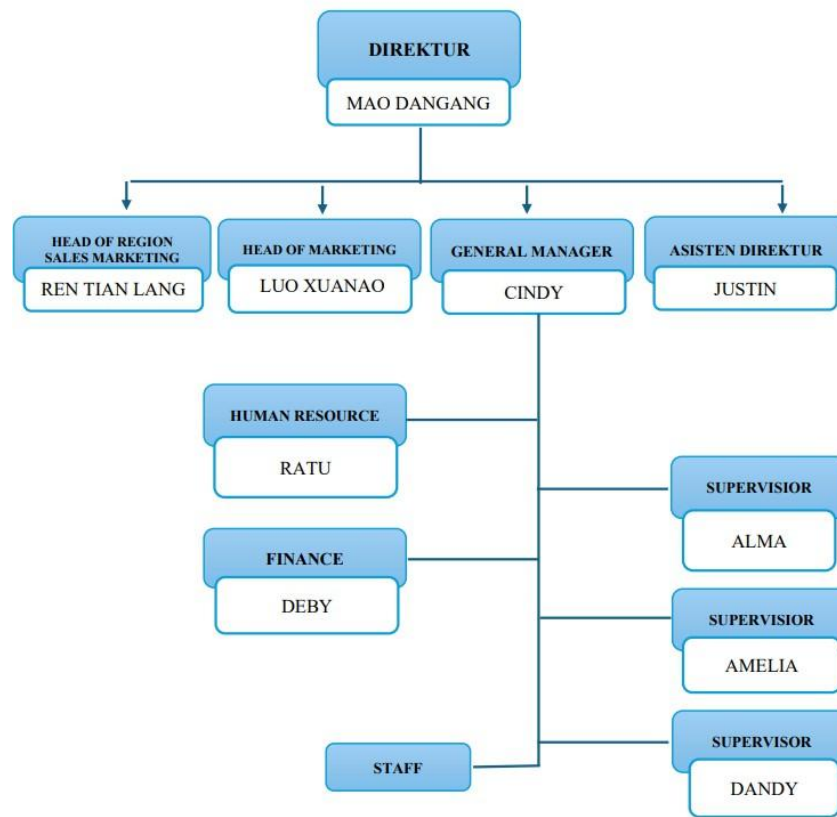 DIREKTUR
MAO DANGANG
HEAD OF REGION
SALES MARKETING
REN TIAN LANG
HEAD OF MARKETING
LUO XUANAO
GENERAL MANAGER
CINDY
ASISTEN DIREKTUR
JUSTIN
HUMAN RESOURCE
RATU
SUPERVISIOR
ALMA
FINANCE
DEBY
SUPERVISIOR
AMELIA
STAFF
SUPERVISOR
DANDY